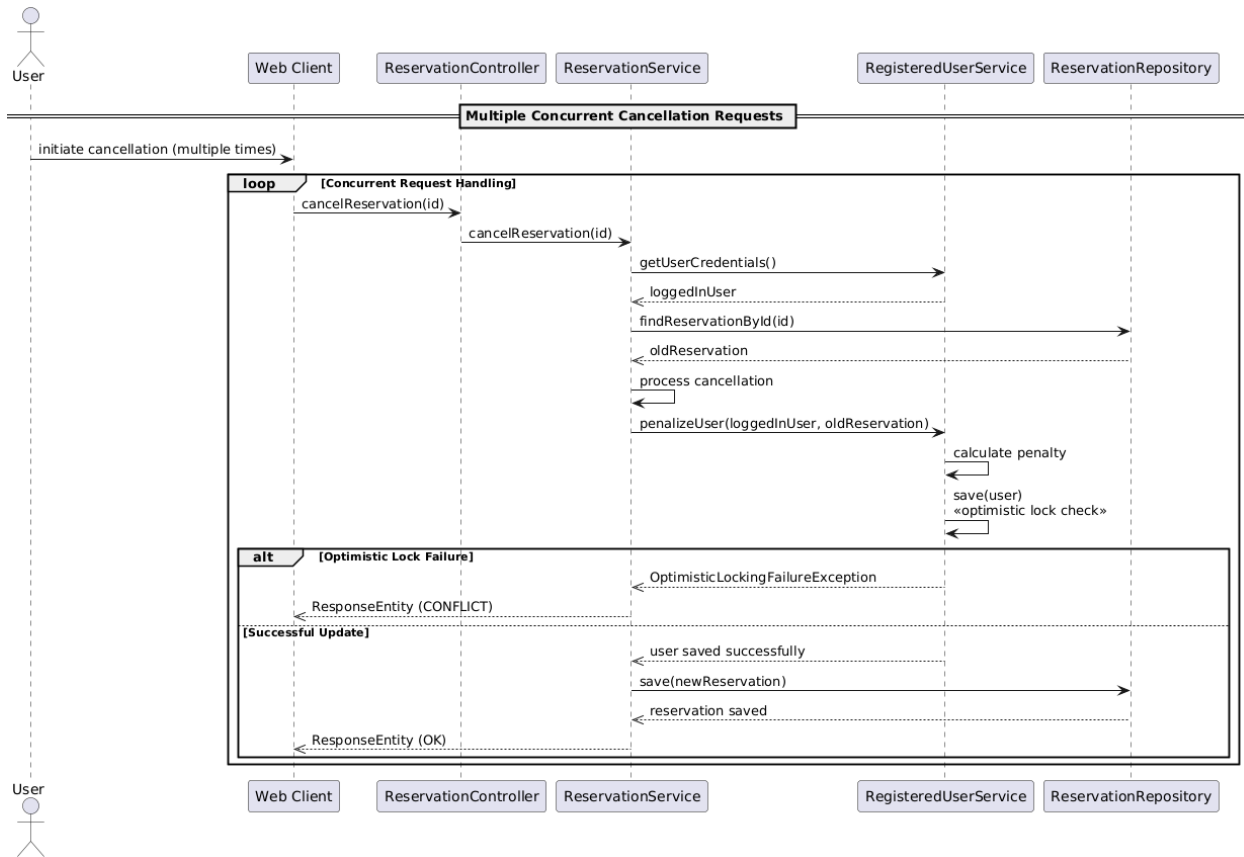 User
Web Client
ReservationController
ReservationService
RegisteredUserService
ReservationRepository
Multiple Concurrent Cancellation Requests
initiate cancellation (multiple times)
loop
[Concurrent Request Handling]
cancelReservation(id)
cancelReservation(id)
getUserCredentials()
loggedInUser
findReservationById(id)
oldReservation
process cancellation
penalizeUser(loggedInUser, oldReservation)
calculate penalty
save(user)
«optimistic lock check»
alt
[Optimistic Lock Failure]
OptimisticLockingFailureException
ResponseEntity (CONFLICT)
[Successful Update]
user saved successfully
save(newReservation)
reservation saved
ResponseEntity (OK)
User
Web Client
ReservationController
ReservationService
RegisteredUserService
ReservationRepository